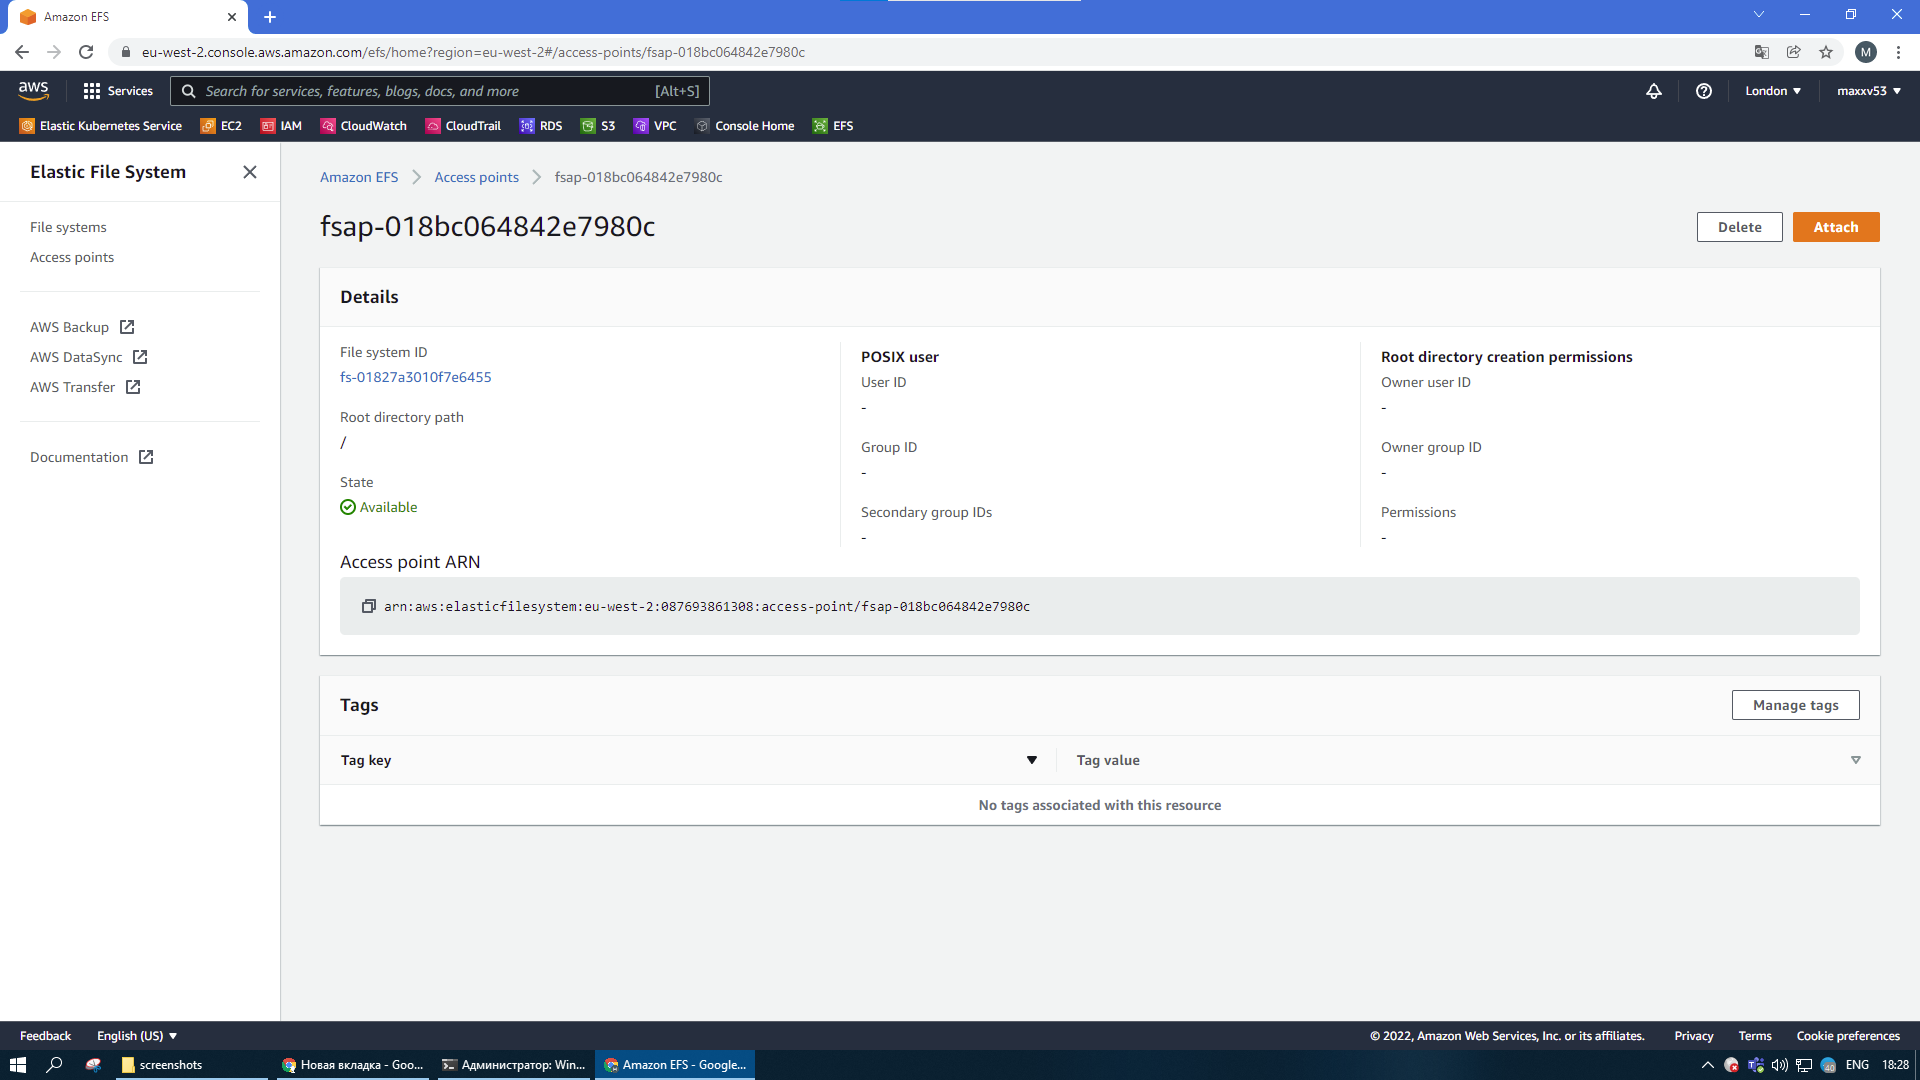 Amazon EFS
eu-west-2.console.aws.amazon.com/efs/home?region=eu-west-2#/access-points/fsap-018bc064842e7980c
M
aws
Services
Search for services, features, blogs, docs, and more
[Alt+S]
London
maxxv53
Elastic Kubernetes Service
EC2
IAM
CloudWatch
CloudTrail
RDS
S3
VPC
Console Home
EFS
Elastic File System
File systems
Access points
AWS Backup
AWS DataSync
AWS Transfer
Documentation
Amazon EFS
Access points
fsap-018bc064842e7980c
fsap-018bc064842e7980c
Delete
Attach
Details
File system ID
fs-01827a3010f7e6455
Root directory path
/
State
Available
POSIX user
User ID
-
Group ID
-
Secondary group IDs
-
Root directory creation permissions
Owner user ID
-
Owner group ID
-
Permissions
-
Access point ARN
arn:aws:elasticfilesystem:eu-west-2:087693861308:access-point/fsap-018bc064842e7980c
Tags
Manage tags
Tag key
Tag value
No tags associated with this resource
Feedback
English (US)
© 2022, Amazon Web Services, Inc. or its affiliates.
Privacy
Terms
Cookie preferences
screenshots
Новая вкладка - Goo...
Администратор: Win...
Amazon EFS - Google...
40
ENG
18:28